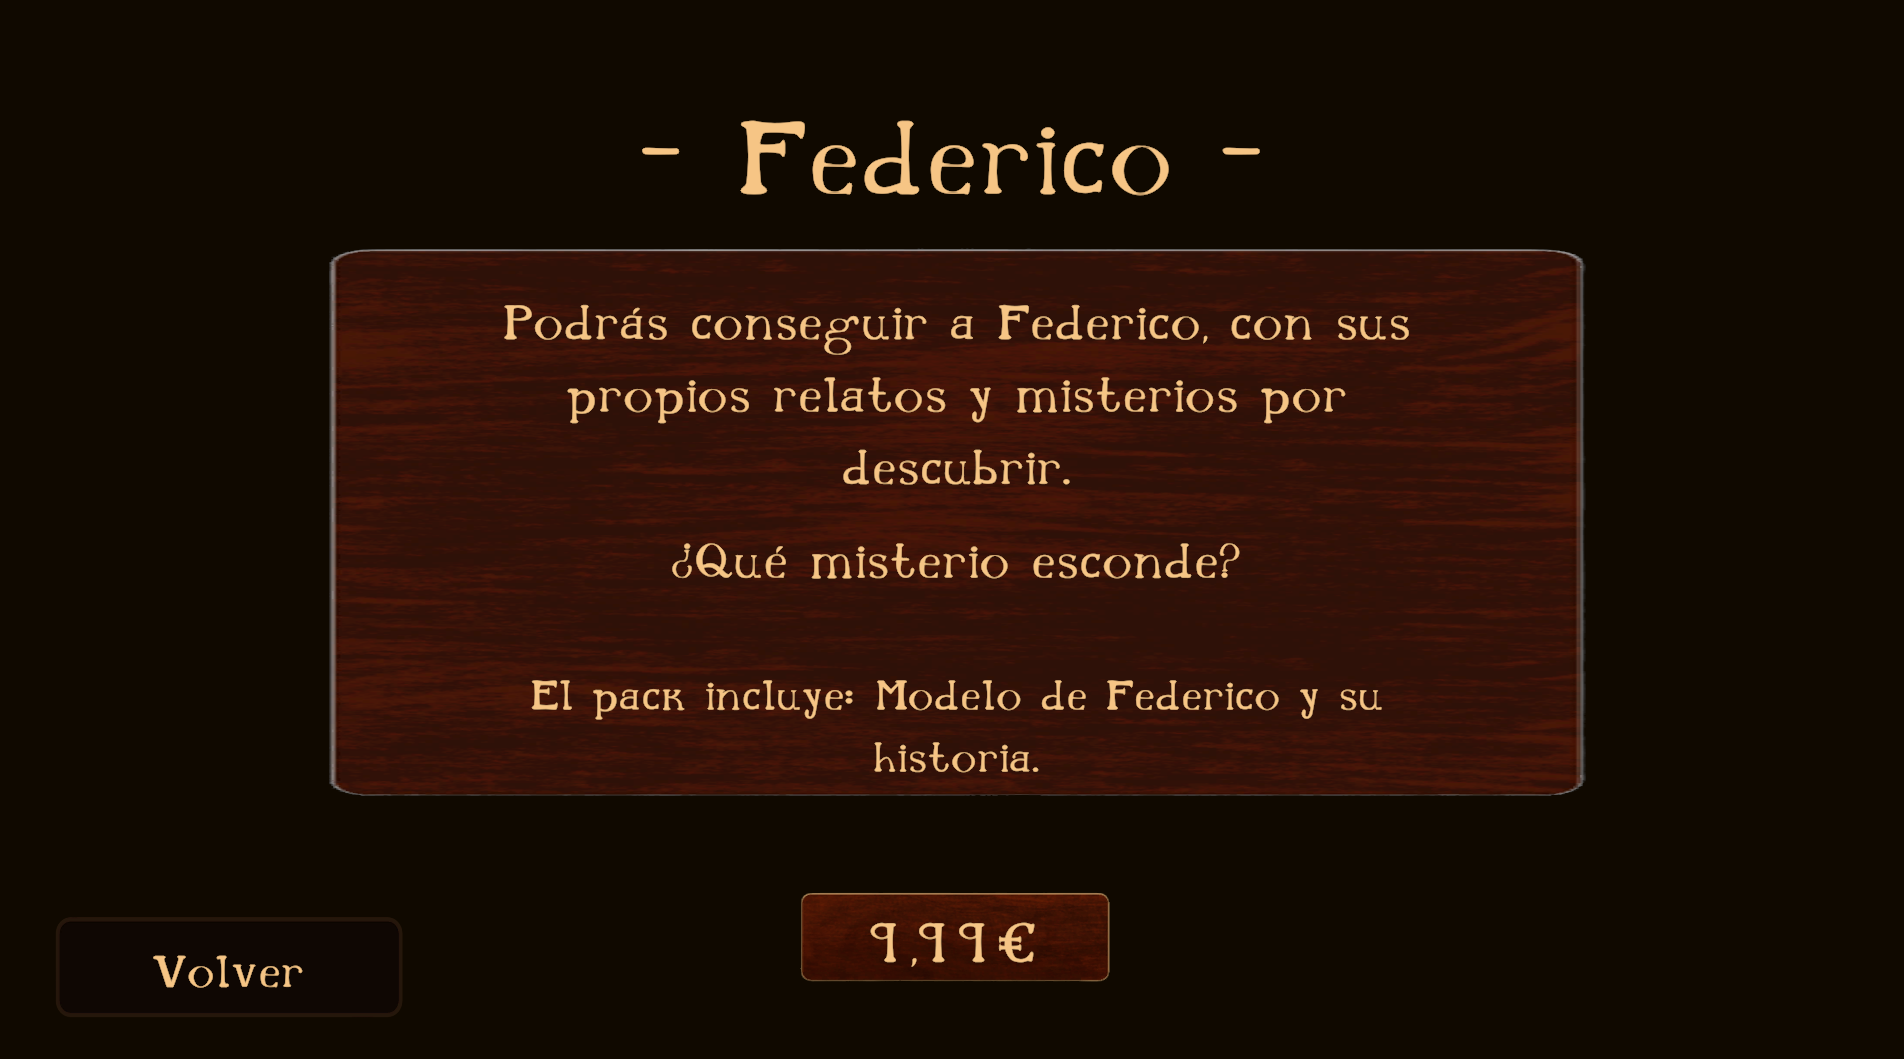 - Federico -
Podrás conseguir a Federico, con sus
propios relatos y misterios por
descubrir.
¿Qué misterio esconde?
El pack incluye: Modelo de Federico y su
historia.
9,99€
Volver